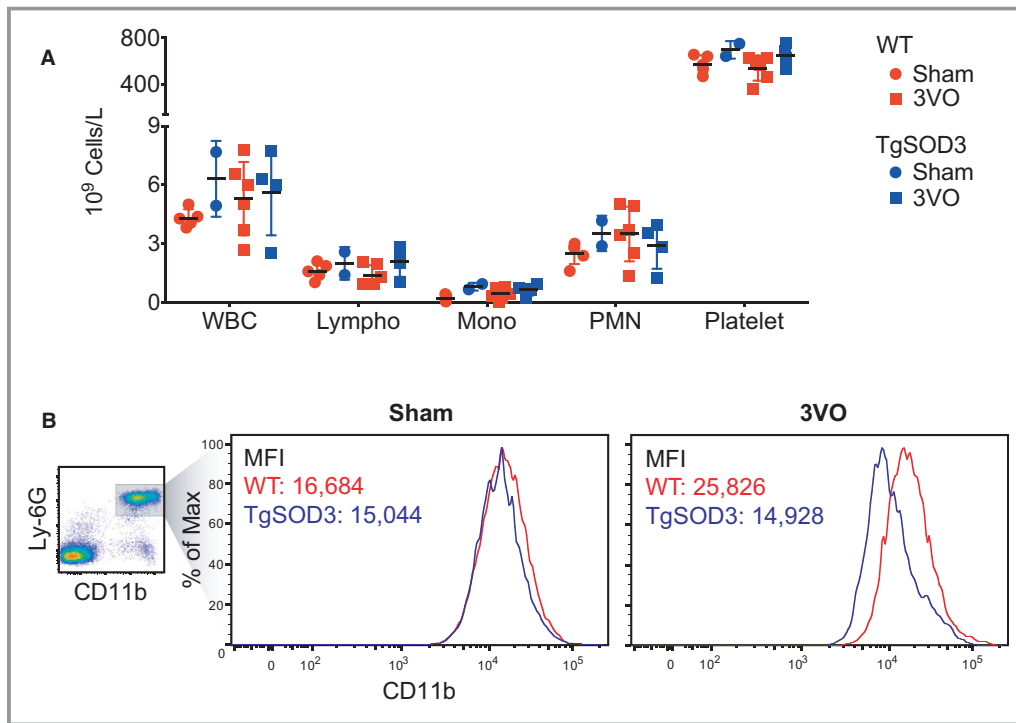 A
800
400
9
6
3
0
10⁹ Cells/L
WBC Lympho Mono PMN Platelet
WT
Sham
3VO
TgSOD3
Sham
3VO
B
Sham
3VO
Ly-6G
CD11b
% of Max
100
80
60
40
20
0
MFI
WT: 16,684
TgSOD3: 15,044
0 10² 10³ 10⁴ 10⁵
CD11b
MFI
WT: 25,826
TgSOD3: 14,928
0 10² 10³ 10⁴ 10⁵